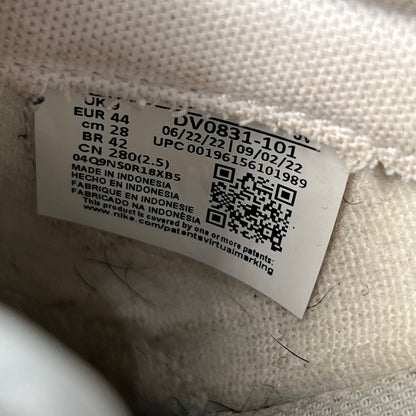 EUR 44
cm 28
BR 42
CN 280(2.5)
04Q9NS0R18XB5
DV0831-101
06/22/22 | 09/02/22
UPC 00196156101989
MADE IN INDONESIA
HECHO EN INDONESIA
FABRIQUE EN INDONESIE
FABRICADO NA INDONÉSIA
This product is covered by one or more patents:
www.nike.com/patentsvirtualmarking